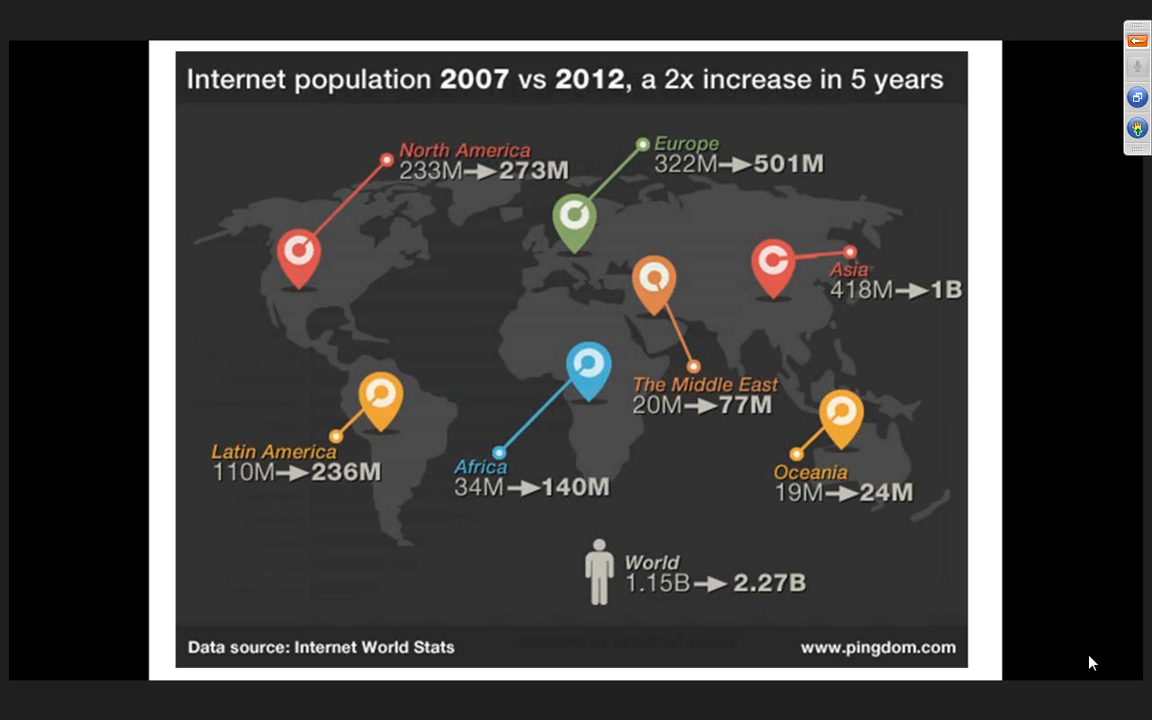 Internet population 2007 vs 2012, a 2x increase in 5 years
North America
233M→273M
Europe
322M→501M
Asia
418M→1B
The Middle East
20M→77M
Latin America
110M→236M
Africa
34M→140M
Oceania
19M→24M
World
1.15B→2.27B
Data source: Internet World Stats
www.pingdom.com